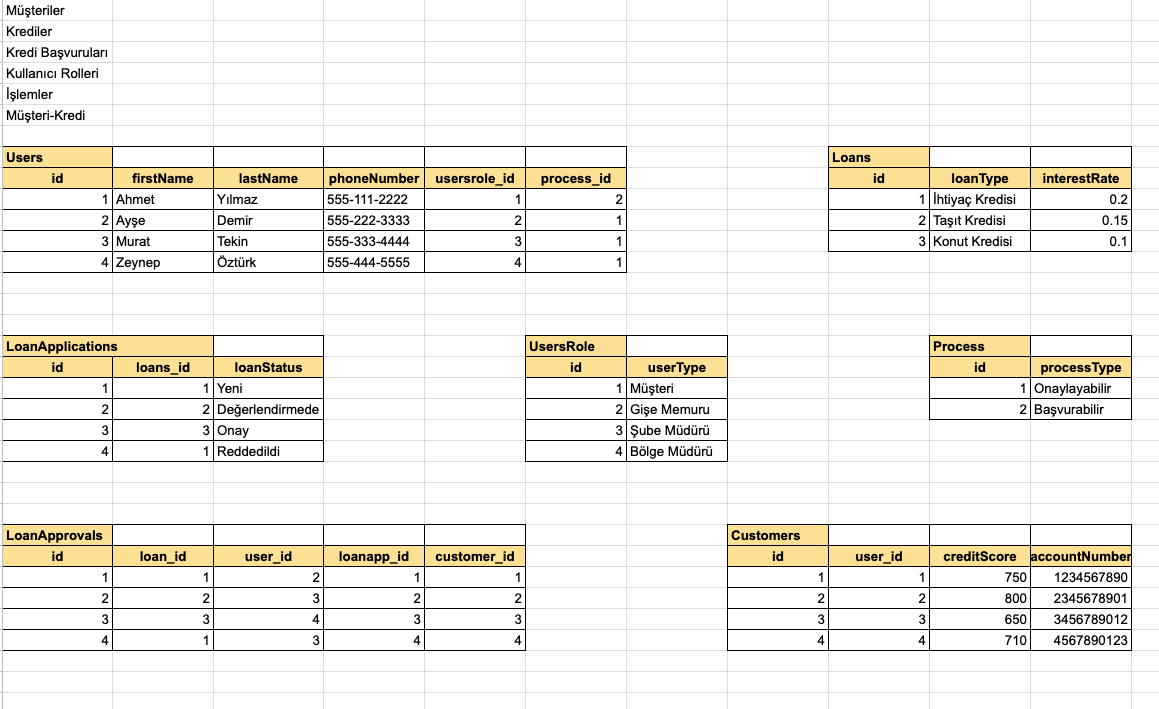 Müşteriler
Krediler
Kredi Başvuruları
Kullanıcı Rolleri
İşlemler
Müşteri-Kredi
Users
id firstName lastName phoneNumber usersrole_id process_id
1 Ahmet Yılmaz 555-111-2222 1 2
2 Ayşe Demir 555-222-3333 2 1
3 Murat Tekin 555-333-4444 3 1
4 Zeynep Öztürk 555-444-5555 4 1
Loans
id loanType interestRate
1 İhtiyaç Kredisi 0.2
2 Taşıt Kredisi 0.15
3 Konut Kredisi 0.1
LoanApplications
id loans_id loanStatus
1 1 Yeni
2 2 Değerlendirmede
3 3 Onay
4 1 Reddedildi
UsersRole
id userType
1 Müşteri
2 Gişe Memuru
3 Şube Müdürü
4 Bölge Müdürü
Process
id processType
1 Onaylayabilir
2 Başvurabilir
LoanApprovals
id loan_id user_id loanapp_id customer_id
1 1 2 1 1
2 2 3 2 2
3 3 4 3 3
4 1 3 4 4
Customers
id user_id creditScore accountNumber
1 1 750 1234567890
2 2 800 2345678901
3 3 650 3456789012
4 4 710 4567890123